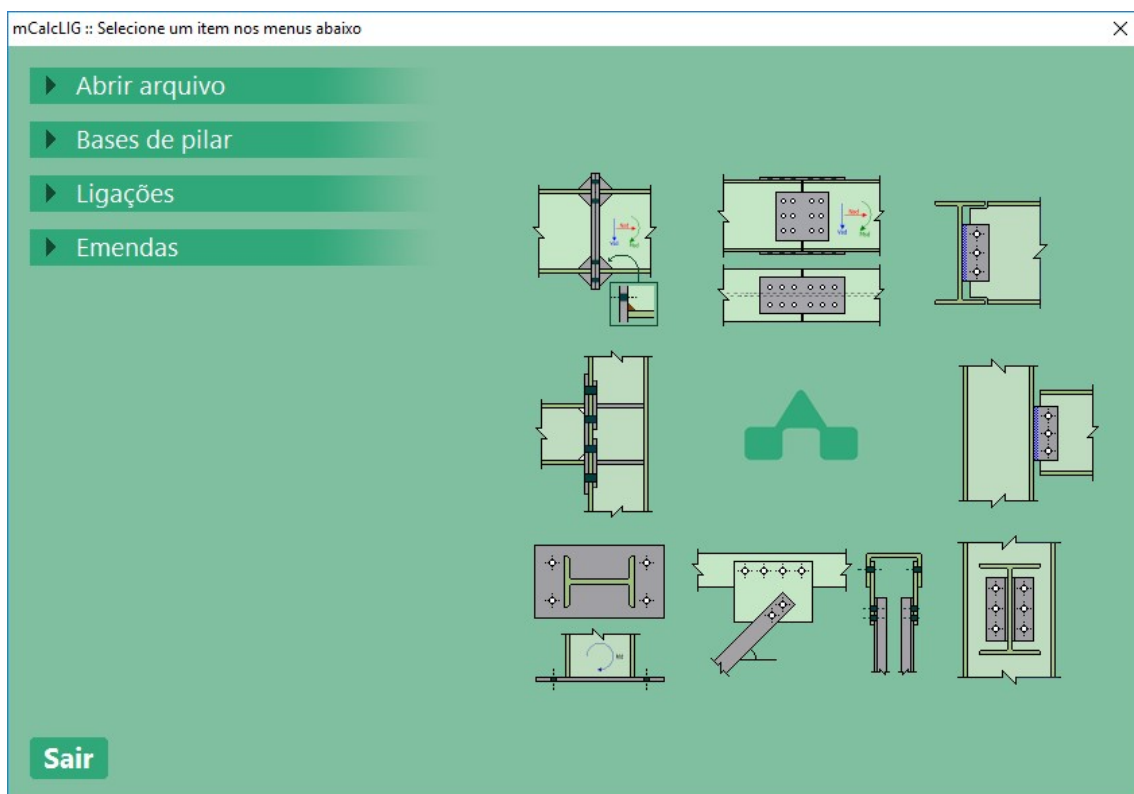 mCalcLIG :: Selecione um item nos menus abaixo
Abrir arquivo
Bases de pilar
Ligações
Emendas
Sair